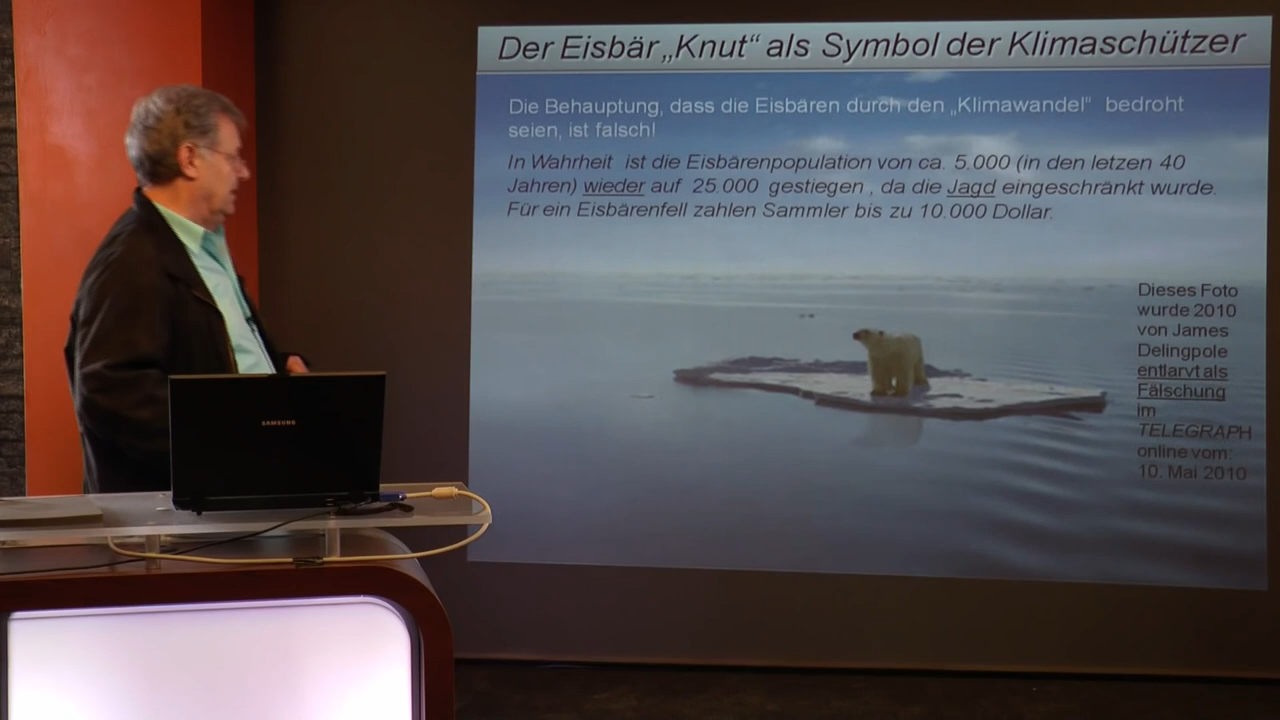 Der Eisbär „Knut“ als Symbol der Klimaschützer
Die Behauptung, dass die Eisbären durch den „Klimawandel“ bedroht
seien, ist falsch!
In Wahrheit ist die Eisbärenpopulation von ca. 5.000 (in den letzen 40
Jahren) wieder auf 25.000 gestiegen , da die Jagd eingeschränkt wurde.
Für ein Eisbärenfell zahlen Sammler bis zu 10.000 Dollar.
Dieses Foto
wurde 2010
von James
Delingpole
entlarvt als
Fälschung
im
TELEGRAPH
online vom:
10. Mai 2010
SAMSUNG